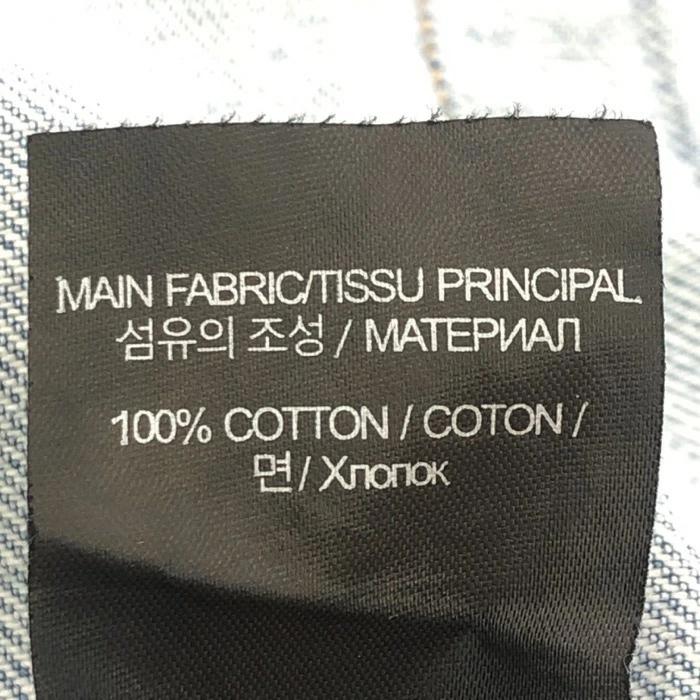 MAIN FABRIC/TISSU PRINCIPAL
섬유의 조성 / МАТЕРИАЛ
100% COTTON / COTON /
면 / Хлопок